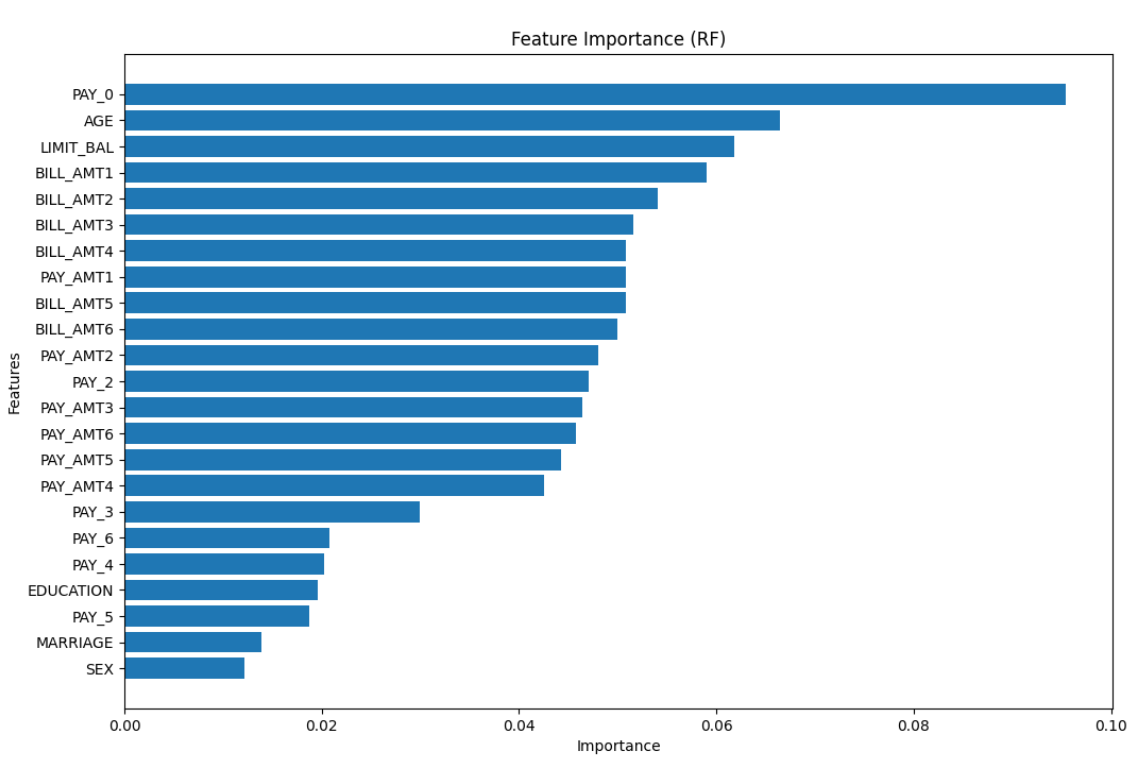 Feature Importance (RF)
PAY_0
AGE
LIMIT_BAL
BILL_AMT1
BILL_AMT2
BILL_AMT3
BILL_AMT4
PAY_AMT1
BILL_AMT5
BILL_AMT6
PAY_AMT2
PAY_2
PAY_AMT3
PAY_AMT6
PAY_AMT5
PAY_AMT4
PAY_3
PAY_6
PAY_4
EDUCATION
PAY_5
MARRIAGE
SEX
Features
0.00 0.02 0.04 0.06 0.08 0.10
Importance